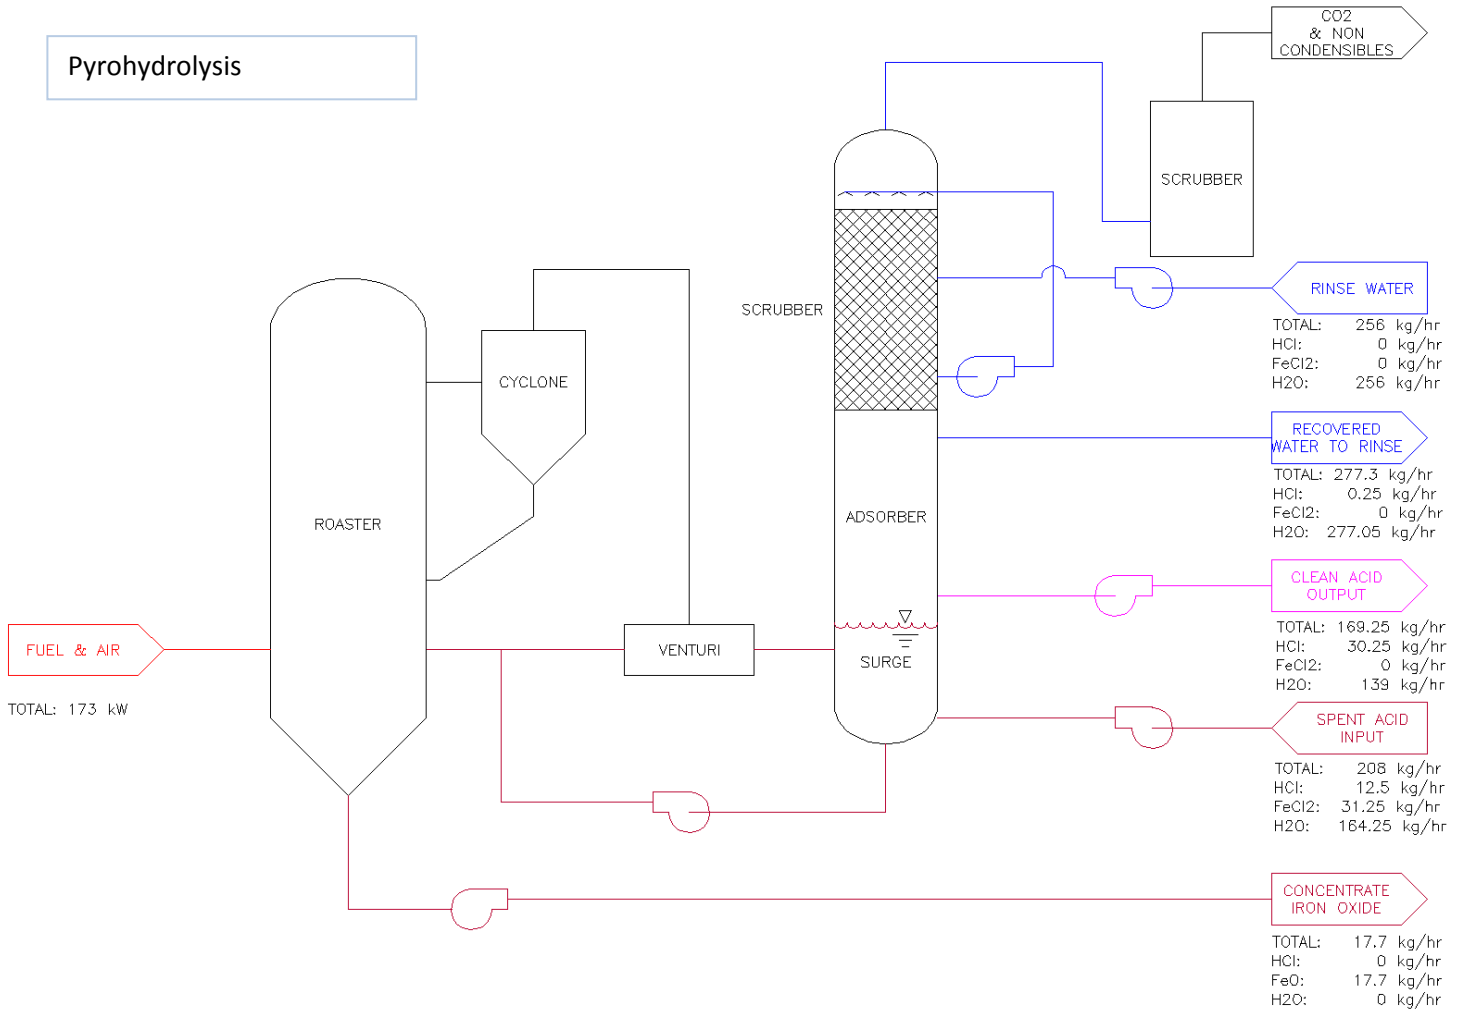 Pyrohydrolysis
CO2
& NON
CONDENSIBLES
SCRUBBER
RINSE WATER
TOTAL: 256 kg/hr
HCl: 0 kg/hr
FeCl2: 0 kg/hr
H2O: 256 kg/hr
SCRUBBER
CYCLONE
RECOVERED
WATER TO RINSE
TOTAL: 277.3 kg/hr
HCl: 0.25 kg/hr
FeCl2: 0 kg/hr
H2O: 277.05 kg/hr
ROASTER
ADSORBER
CLEAN ACID
OUTPUT
TOTAL: 169.25 kg/hr
HCl: 30.25 kg/hr
FeCl2: 0 kg/hr
H2O: 139 kg/hr
FUEL & AIR
TOTAL: 173 kW
VENTURI
SURGE
SPENT ACID
INPUT
TOTAL: 208 kg/hr
HCl: 12.5 kg/hr
FeCl2: 31.25 kg/hr
H2O: 164.25 kg/hr
CONCENTRATE
IRON OXIDE
TOTAL: 17.7 kg/hr
HCl: 0 kg/hr
FeO: 17.7 kg/hr
H2O: 0 kg/hr